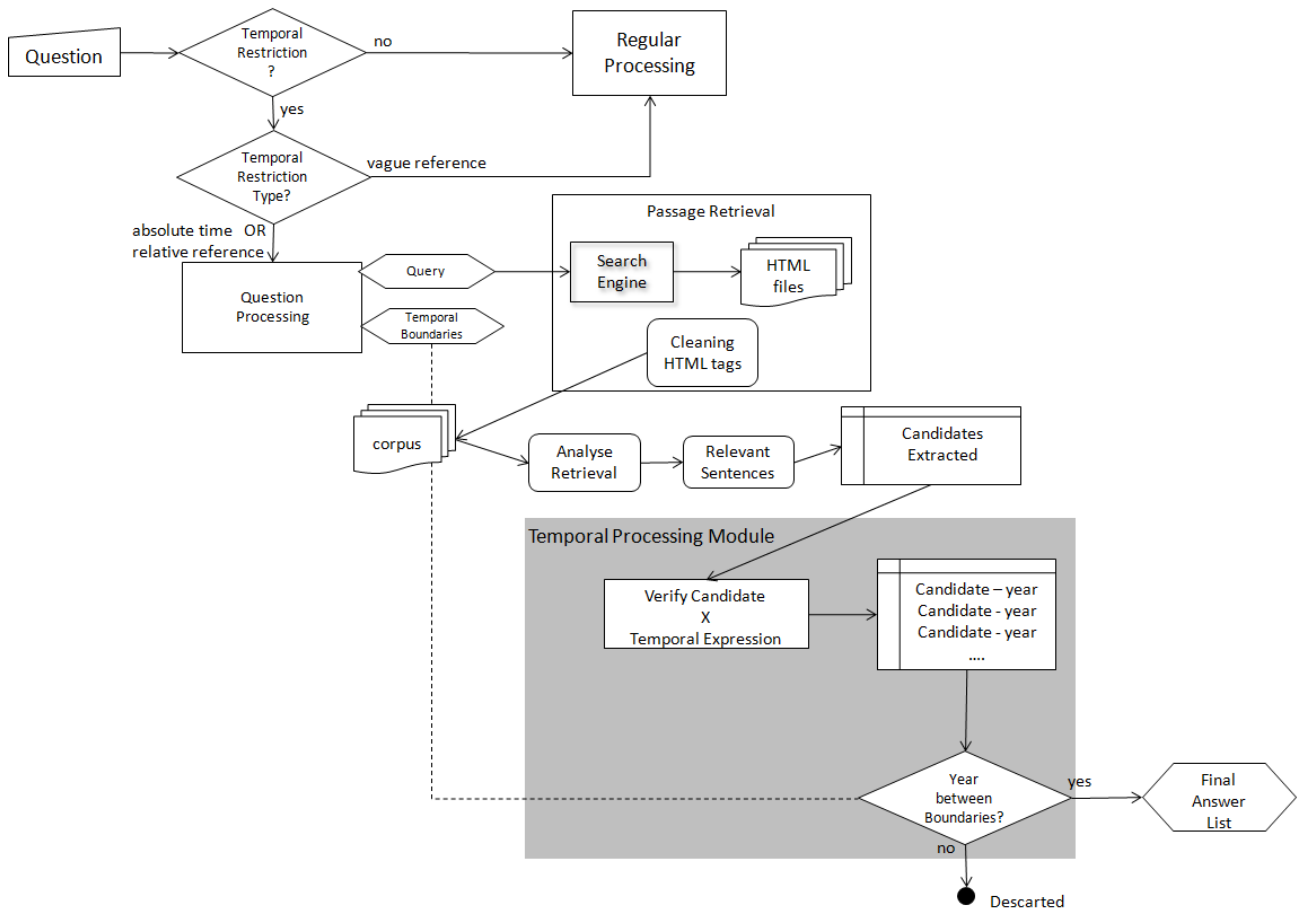 Question
Temporal
Restriction
?
no
Regular
Processing
yes
Temporal
Restriction
Type?
vague reference
absolute time OR
relative reference
Question
Processing
Query
Temporal
Boundaries
Passage Retrieval
Search
Engine
HTML
files
Cleaning
HTML tags
corpus
Analyse
Retrieval
Relevant
Sentences
Candidates
Extracted
Temporal Processing Module
Verify Candidate
X
Temporal Expression
Candidate – year
Candidate - year
Candidate - year
....
Year
between
Boundaries?
yes
Final
Answer
List
no
Descarted